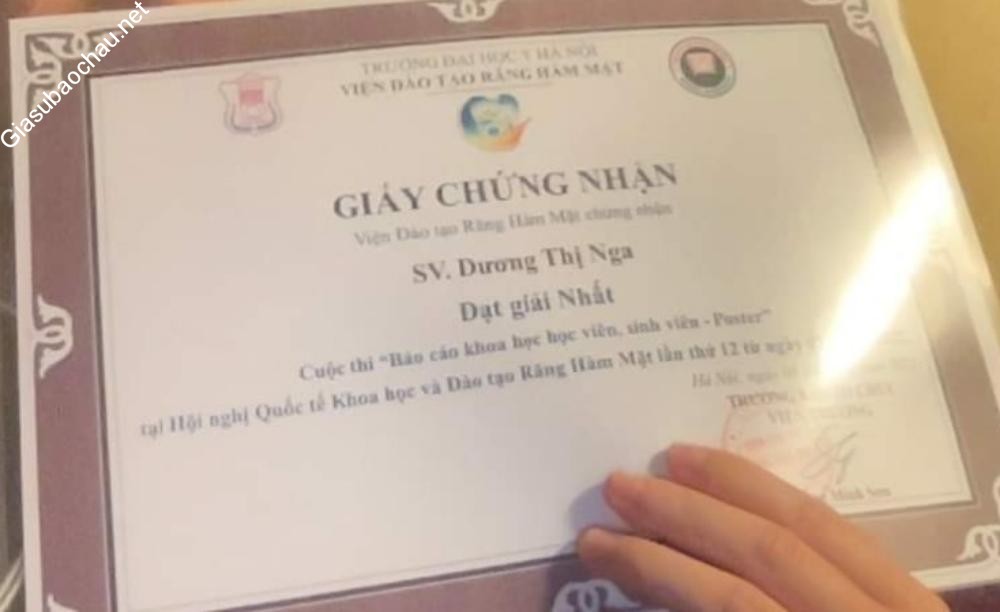 Giasubaochau.net
TRƯỜNG ĐẠI HỌC Y HÀ NỘI
VIỆN ĐÀO TẠO RĂNG HÀM MẶT
GIẤY CHỨNG NHẬN
Viện Đào tạo Răng Hàm Mặt chứng nhận
SV. Dương Thị Nga
Đạt giải Nhất
Cuộc thi “Báo cáo khoa học học viên, sinh viên - Poster”
tại Hội nghị Quốc tế Khoa học và Đào tạo Răng Hàm Mặt lần thứ 12 từ ngày
Hà Nội, ngày
VIỆN TRƯỞNG
Minh Sơn